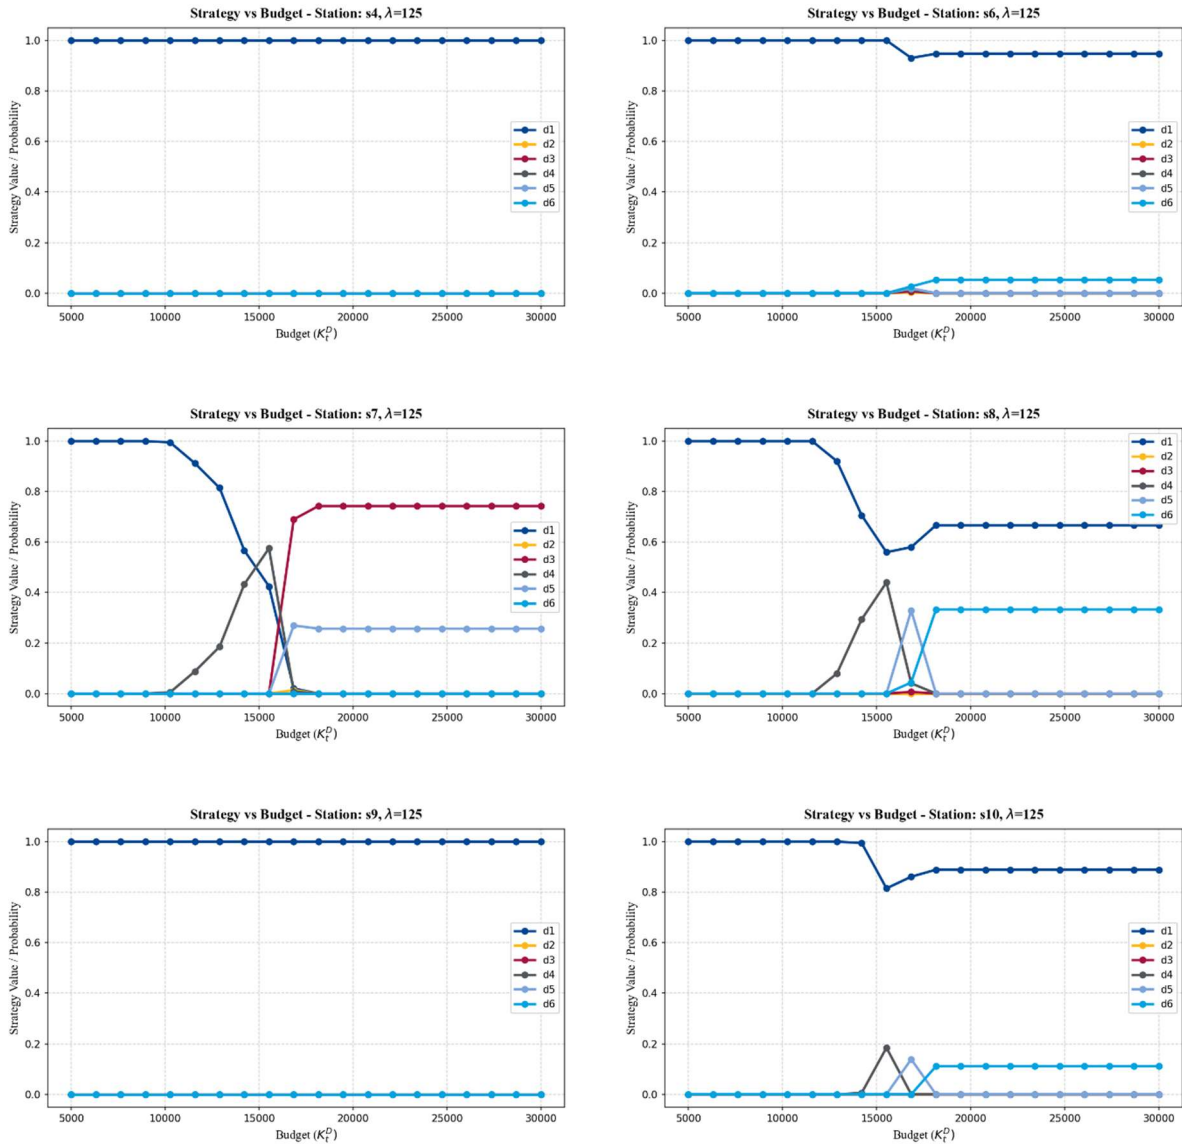 Strategy vs Budget - Station: s4, λ=125
Strategy Value / Probability
1.0
0.8
0.6
0.4
0.2
0.0
d1
d2
d3
d4
d5
d6
5000 10000 15000 20000 25000 30000
Budget (K_t^D)
Strategy vs Budget - Station: s6, λ=125
Strategy Value / Probability
1.0
0.8
0.6
0.4
0.2
0.0
d1
d2
d3
d4
d5
d6
5000 10000 15000 20000 25000 30000
Budget (K_t^D)
Strategy vs Budget - Station: s7, λ=125
Strategy Value / Probability
1.0
0.8
0.6
0.4
0.2
0.0
d1
d2
d3
d4
d5
d6
5000 10000 15000 20000 25000 30000
Budget (K_t^D)
Strategy vs Budget - Station: s8, λ=125
Strategy Value / Probability
1.0
0.8
0.6
0.4
0.2
0.0
d1
d2
d3
d4
d5
d6
5000 10000 15000 20000 25000 30000
Budget (K_t^D)
Strategy vs Budget - Station: s9, λ=125
Strategy Value / Probability
1.0
0.8
0.6
0.4
0.2
0.0
d1
d2
d3
d4
d5
d6
5000 10000 15000 20000 25000 30000
Budget (K_t^D)
Strategy vs Budget - Station: s10, λ=125
Strategy Value / Probability
1.0
0.8
0.6
0.4
0.2
0.0
d1
d2
d3
d4
d5
d6
5000 10000 15000 20000 25000 30000
Budget (K_t^D)